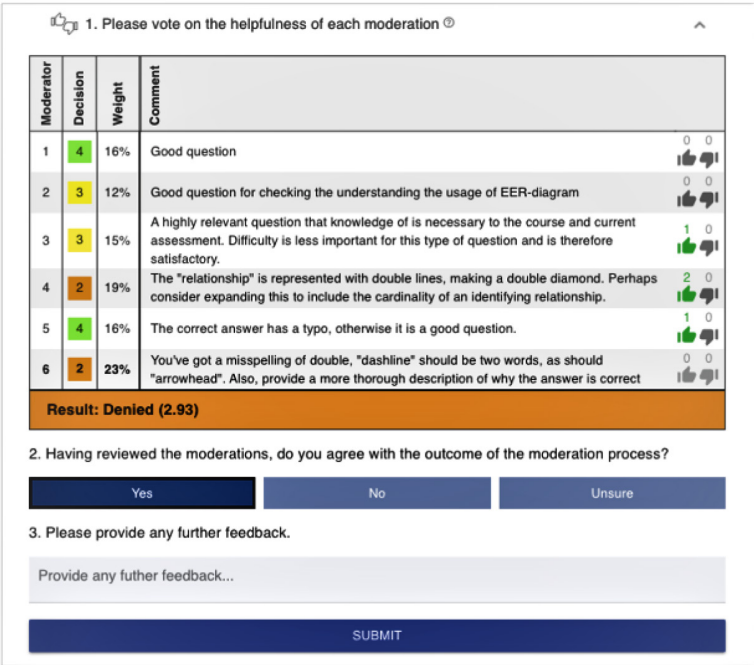 1. Please vote on the helpfulness of each moderation ?
Moderator Decision Weight Comment
1 4 16% Good question 0 0
2 3 12% Good question for checking the understanding the usage of EER-diagram 0 0
3 3 15% A highly relevant question that knowledge of is necessary to the course and current 1 0
assessment. Difficulty is less important for this type of question and is therefore
satisfactory.
4 2 19% The "relationship" is represented with double lines, making a double diamond. Perhaps 2 0
consider expanding this to include the cardinality of an identifying relationship.
5 4 16% The correct answer has a typo, otherwise it is a good question. 1 0
6 2 23% You've got a misspelling of double, "dashline" should be two words, as should 0 0
"arrowhead". Also, provide a more thorough description of why the answer is correct
Result: Denied (2.93)
2. Having reviewed the moderations, do you agree with the outcome of the moderation process?
Yes No Unsure
3. Please provide any further feedback.
Provide any futher feedback...
SUBMIT